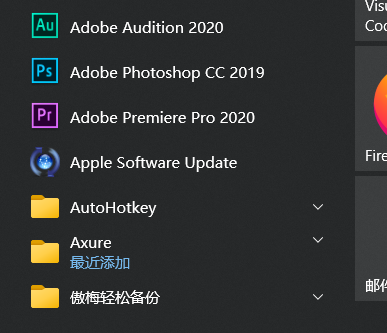 Adobe Audition 2020
Adobe Photoshop CC 2019
Adobe Premiere Pro 2020
Apple Software Update
AutoHotkey
Axure
最近添加
傲梅轻松备份
Au
Ps
Pr
Visu
Coc
Fire
邮件